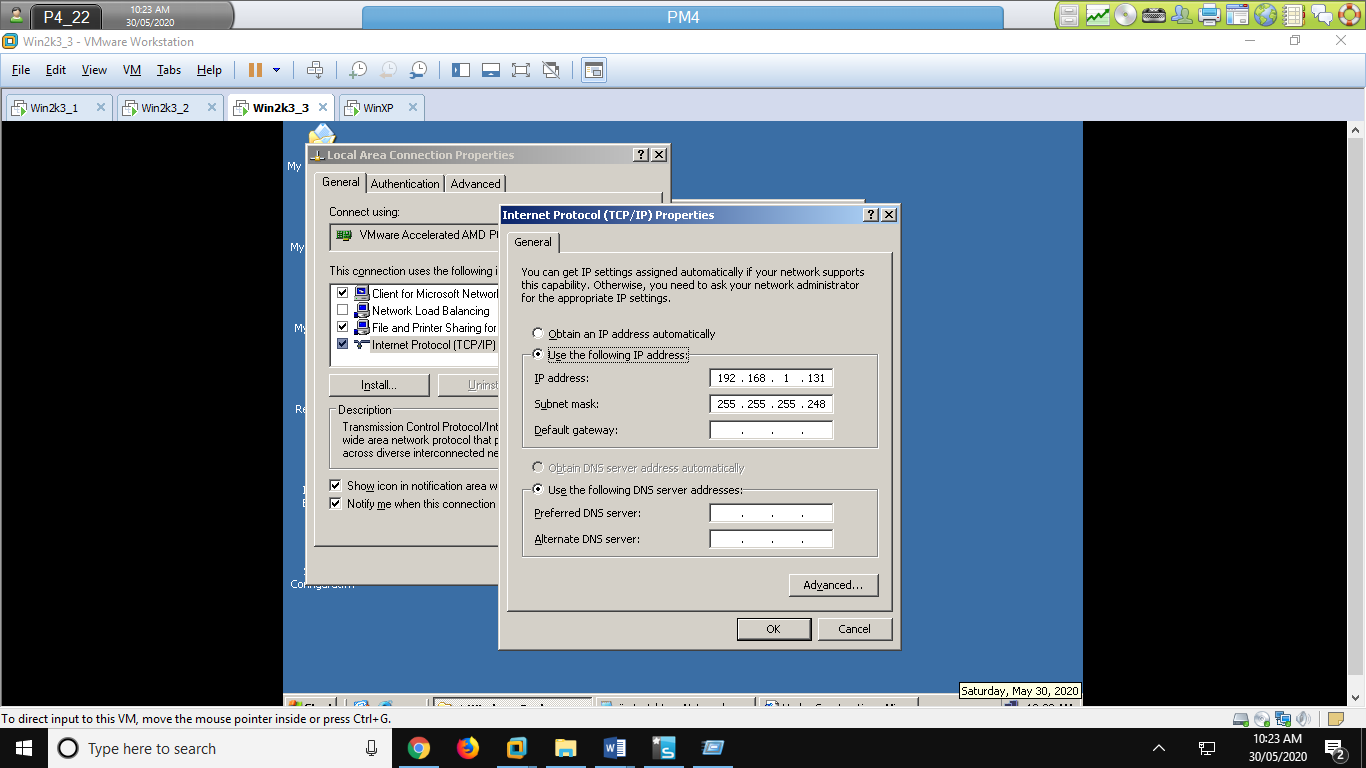 P4_22
10:23 AM
30/05/2020
PM4
Win2k3_3 - VMware Workstation
File Edit View VM Tabs Help
Win2k3_1
Win2k3_2
Win2k3_3
WinXP
My
My
Local Area Connection Properties
General Authentication Advanced
Connect using:
VMware Accelerated AMD
This connection uses the following
Client for Microsoft Networ
Network Load Balancing
File and Printer Sharing for
Internet Protocol (TCP/IP)
Install...
Uninst
Description
Transmission Control Protocol/Int
wide area network protocol that
across diverse interconnected ne
Show icon in notification area w
Notify me when this connection
Internet Protocol (TCP/IP) Properties
General
You can get IP settings assigned automatically if your network supports
this capability. Otherwise, you need to ask your network administrator
for the appropriate IP settings.
Obtain an IP address automatically
Use the following IP address:
IP address: 192 . 168 . 1 . 131
Subnet mask: 255 . 255 . 255 . 248
Default gateway: . . .
Obtain DNS server address automatically
Use the following DNS server addresses:
Preferred DNS server: . . .
Alternate DNS server: . . .
Advanced...
OK Cancel
Saturday, May 30, 2020
To direct input to this VM, move the mouse pointer inside or press Ctrl+G.
Type here to search
10:23 AM
30/05/2020
2